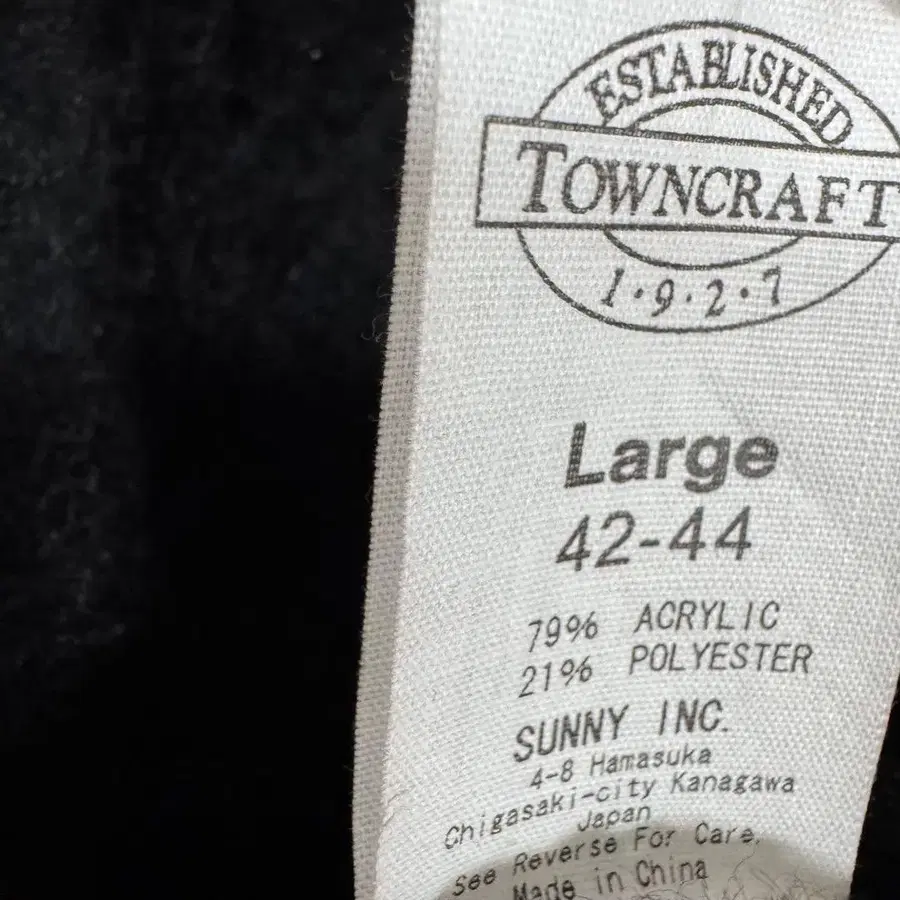 ESTABLISHED
TOWNCRAFT
1·9·2·7
Large
42-44
79% ACRYLIC
21% POLYESTER
SUNNY INC.
4-8 Hamasuka
Chigasaki-city Kanagawa
Japan
See Reverse For Care.
Made in China